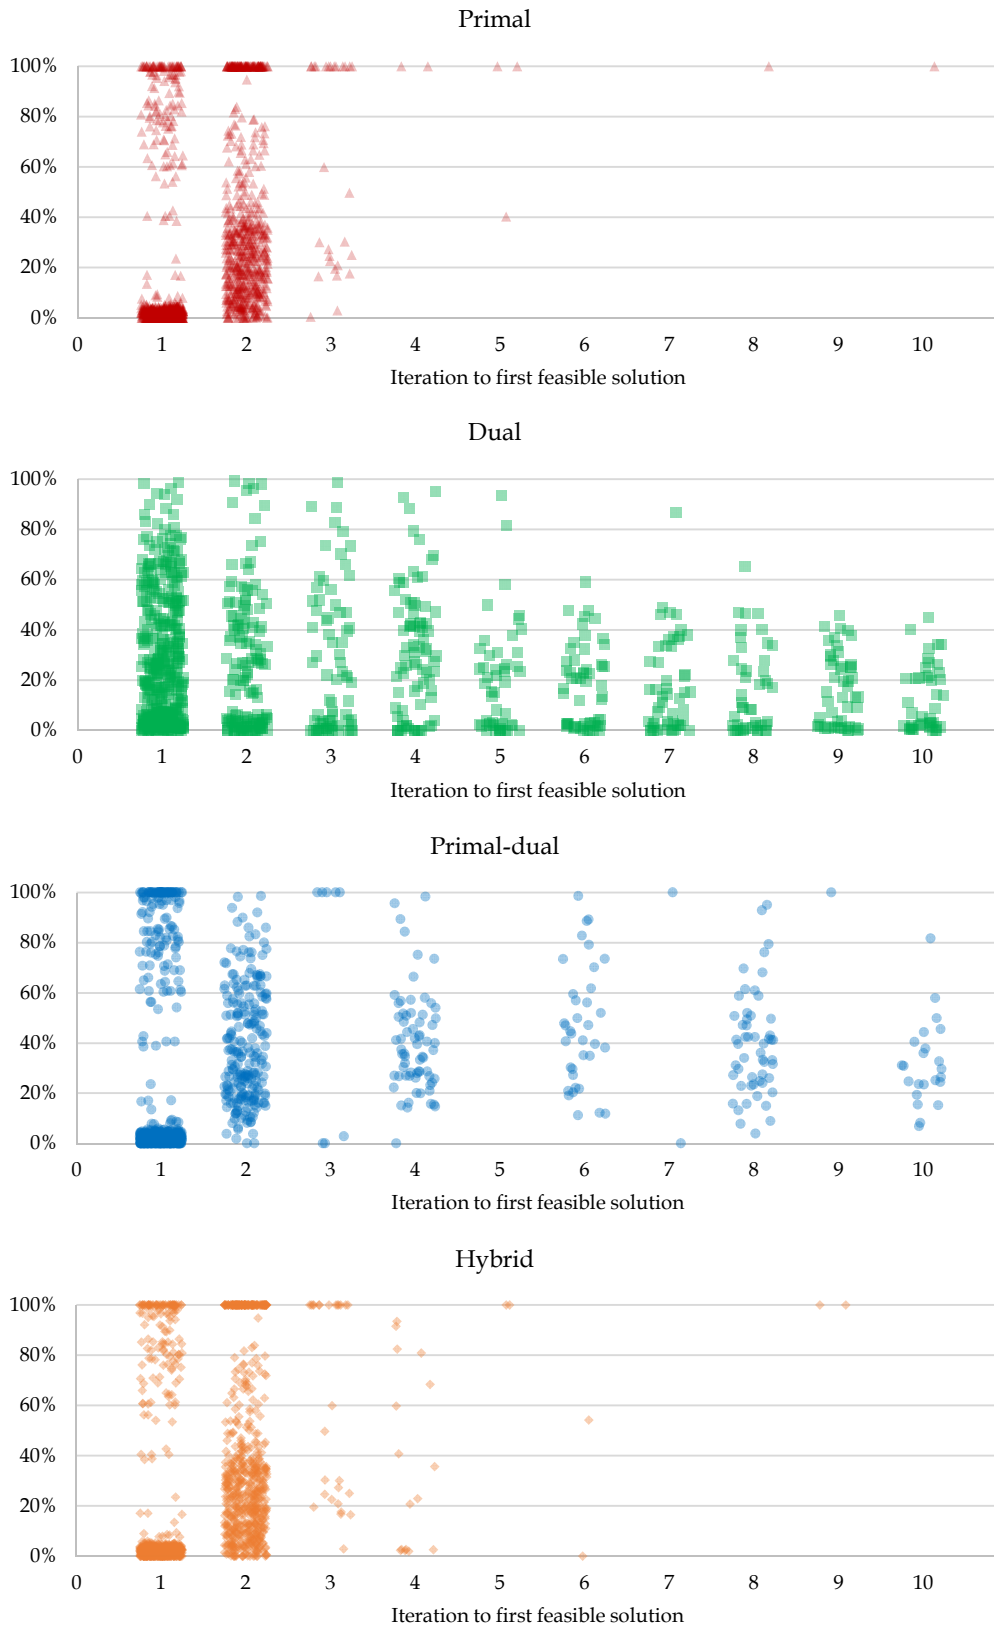 Primal
100%
80%
60%
40%
20%
0%
0 1 2 3 4 5 6 7 8 9 10
Iteration to first feasible solution
Dual
100%
80%
60%
40%
20%
0%
0 1 2 3 4 5 6 7 8 9 10
Iteration to first feasible solution
Primal-dual
100%
80%
60%
40%
20%
0%
0 1 2 3 4 5 6 7 8 9 10
Iteration to first feasible solution
Hybrid
100%
80%
60%
40%
20%
0%
0 1 2 3 4 5 6 7 8 9 10
Iteration to first feasible solution